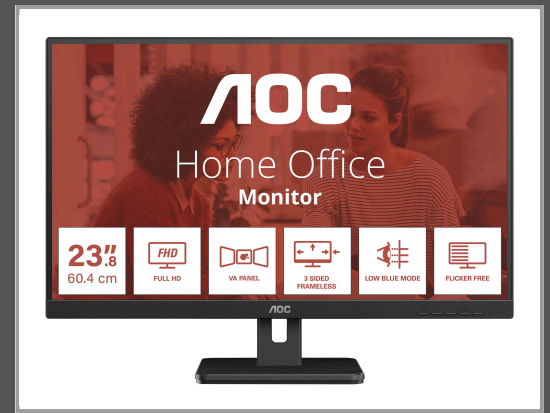 AOC
Home Office
Monitor
23.8"
60.4 cm
FHD
FULL HD
VA PANEL
3 SIDED
FRAMELESS
LOW BLUE MODE
FLICKER FREE
AOC